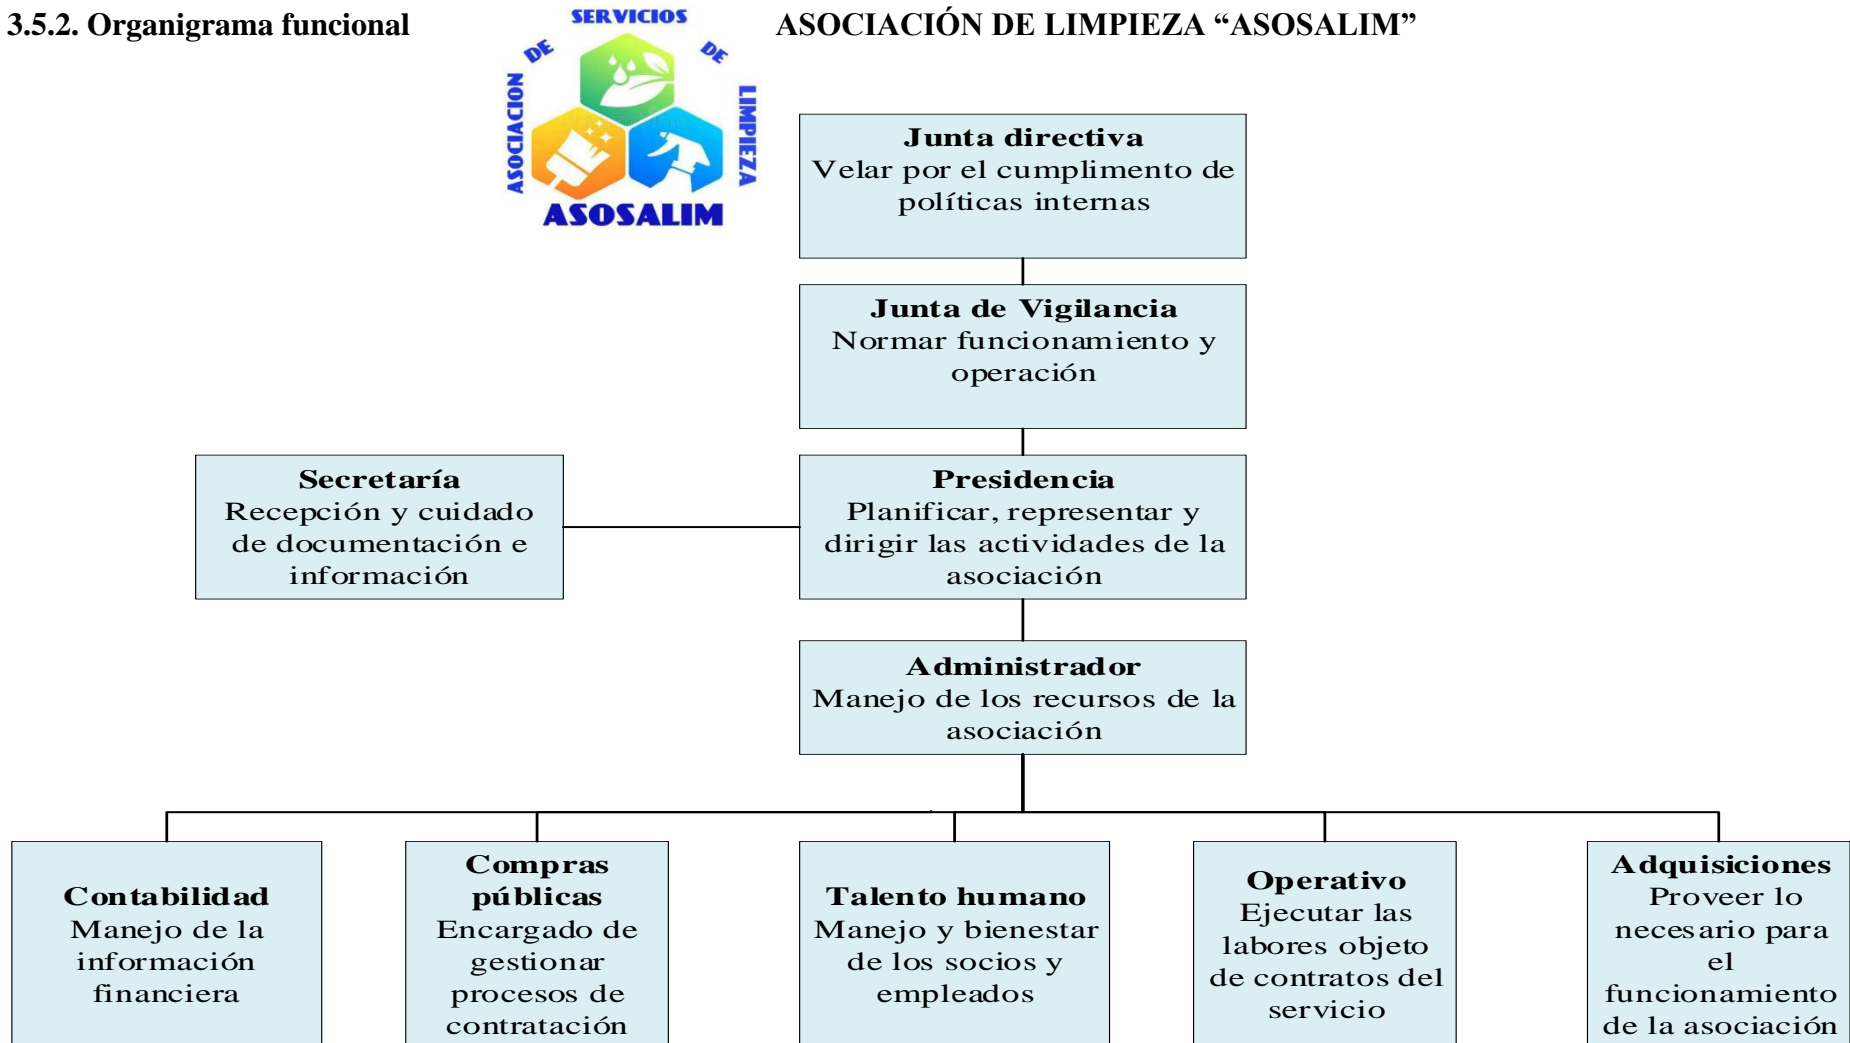 3.5.2. Organigrama funcional
ASOCIACIÓN DE LIMPIEZA “ASOSALIM”
ASOCIACION DE SERVICIOS DE LIMPIEZA
ASOSALIM
Junta directiva
Velar por el cumplimento de
políticas internas
Junta de Vigilancia
Normar funcionamiento y
operación
Secretaría
Recepción y cuidado
de documentación e
información
Presidencia
Planificar, representar y
dirigir las actividades de la
asociación
Administrador
Manejo de los recursos de la
asociación
Contabilidad
Manejo de la
información
financiera
Compras
públicas
Encargado de
gestionar
procesos de
contratación
Talento humano
Manejo y bienestar
de los socios y
empleados
Operativo
Ejecutar las
labores objeto
de contratos del
servicio
Adquisiciones
Proveer lo
necesario para
el
funcionamiento
de la asociación